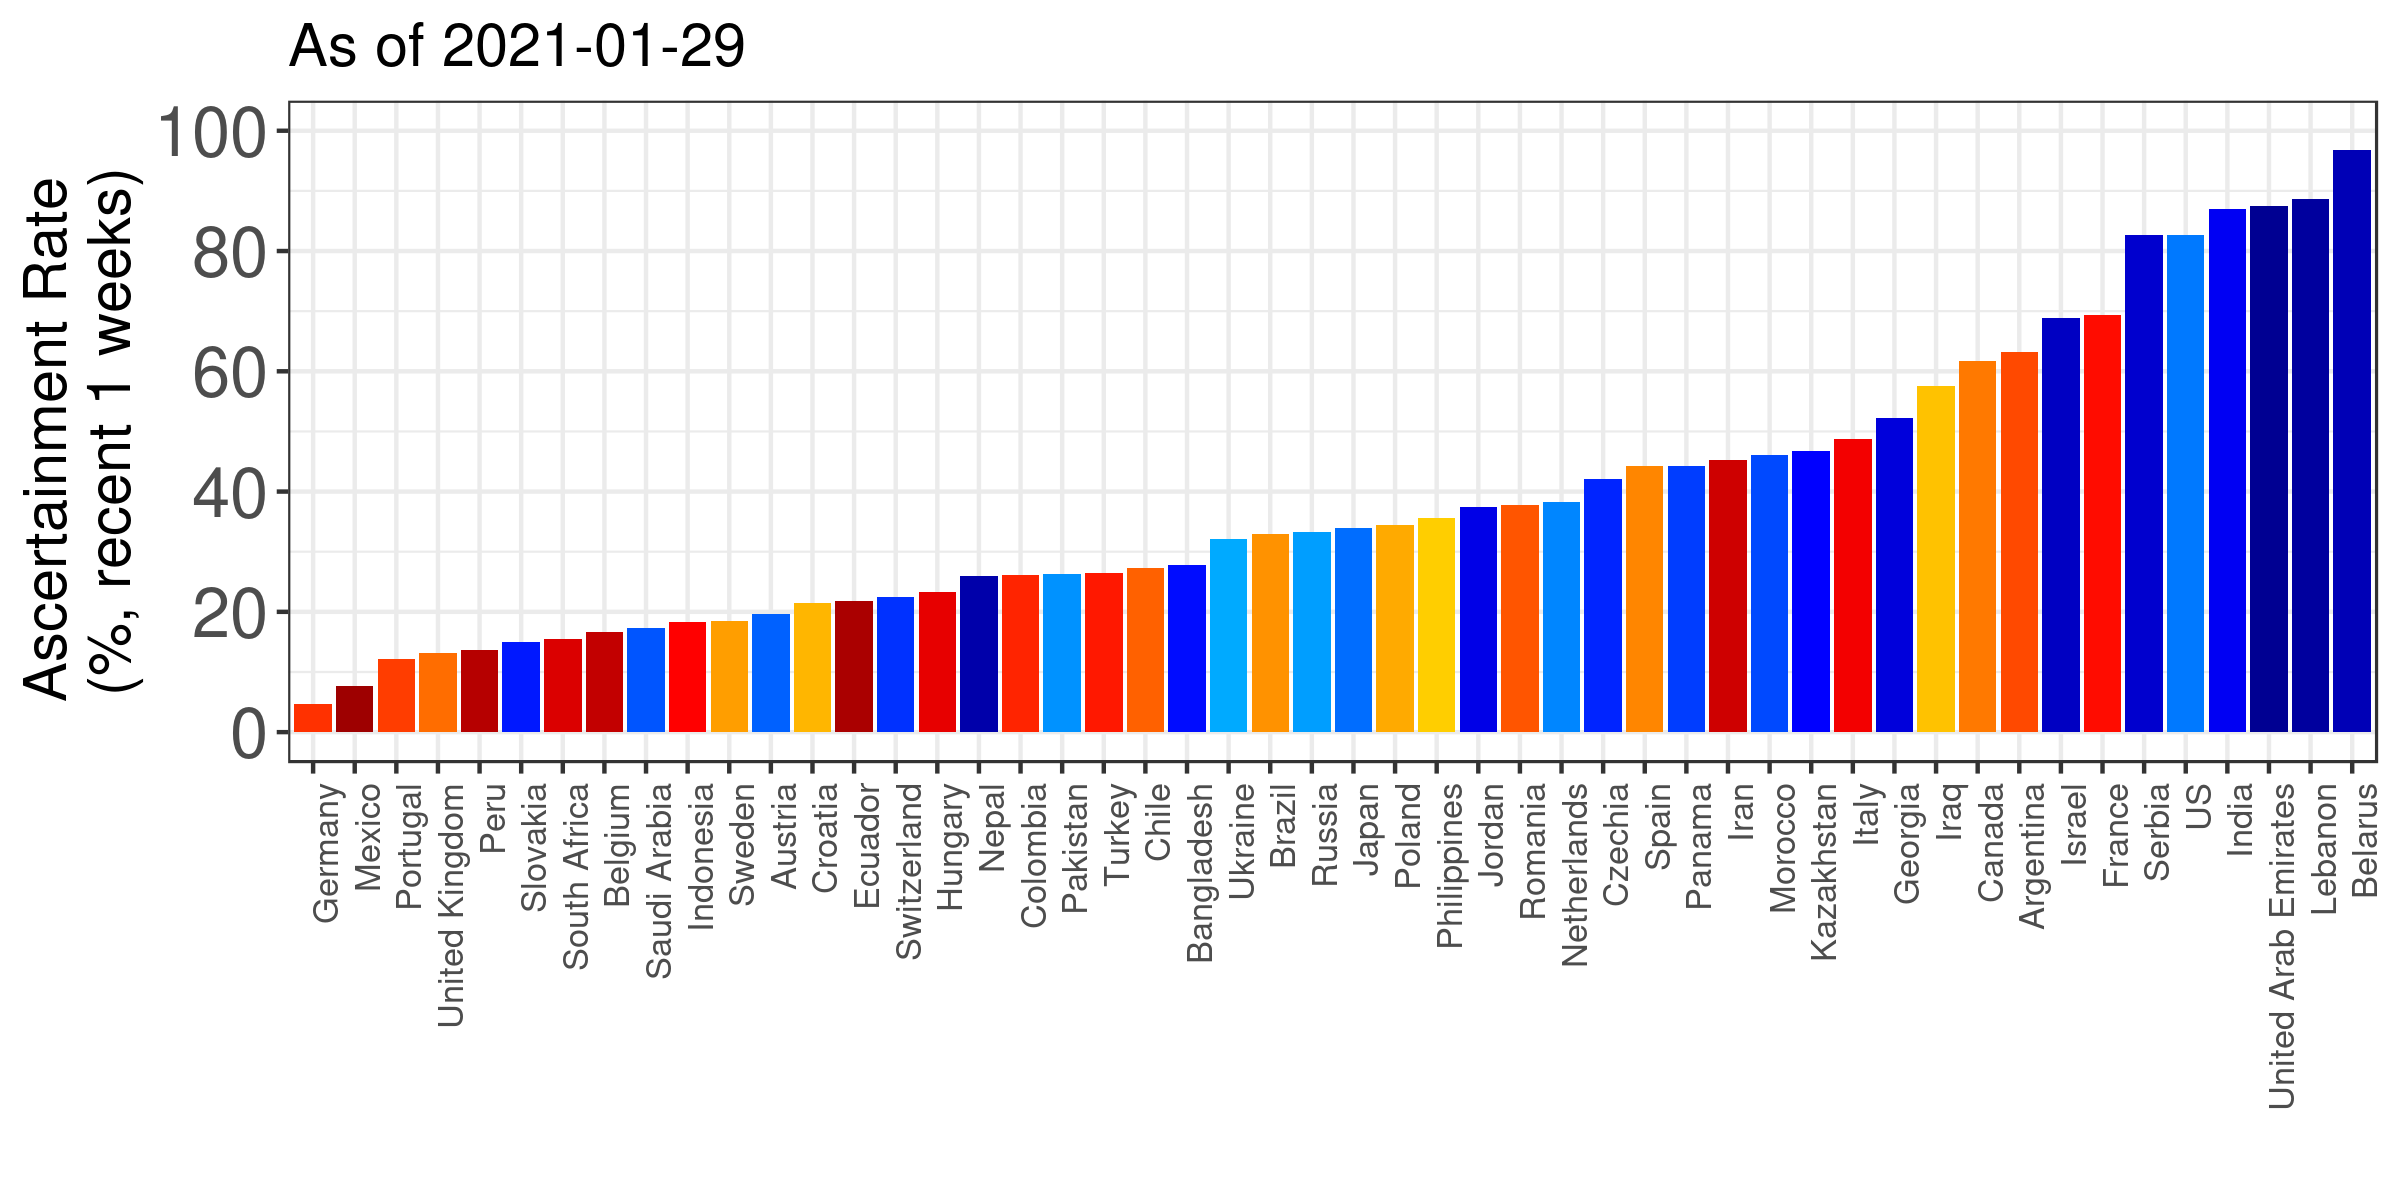 As of 2021-01-29
Ascertainment Rate
(%, recent 1 weeks)
100
80
60
40
20
0
Germany
Mexico
Portugal
United Kingdom
Peru
Slovakia
South Africa
Belgium
Saudi Arabia
Indonesia
Sweden
Austria
Croatia
Ecuador
Switzerland
Hungary
Nepal
Colombia
Pakistan
Turkey
Chile
Bangladesh
Ukraine
Brazil
Russia
Japan
Poland
Philippines
Jordan
Romania
Netherlands
Czechia
Spain
Panama
Iran
Morocco
Kazakhstan
Italy
Georgia
Iraq
Canada
Argentina
Israel
France
Serbia
US
India
United Arab Emirates
Lebanon
Belarus